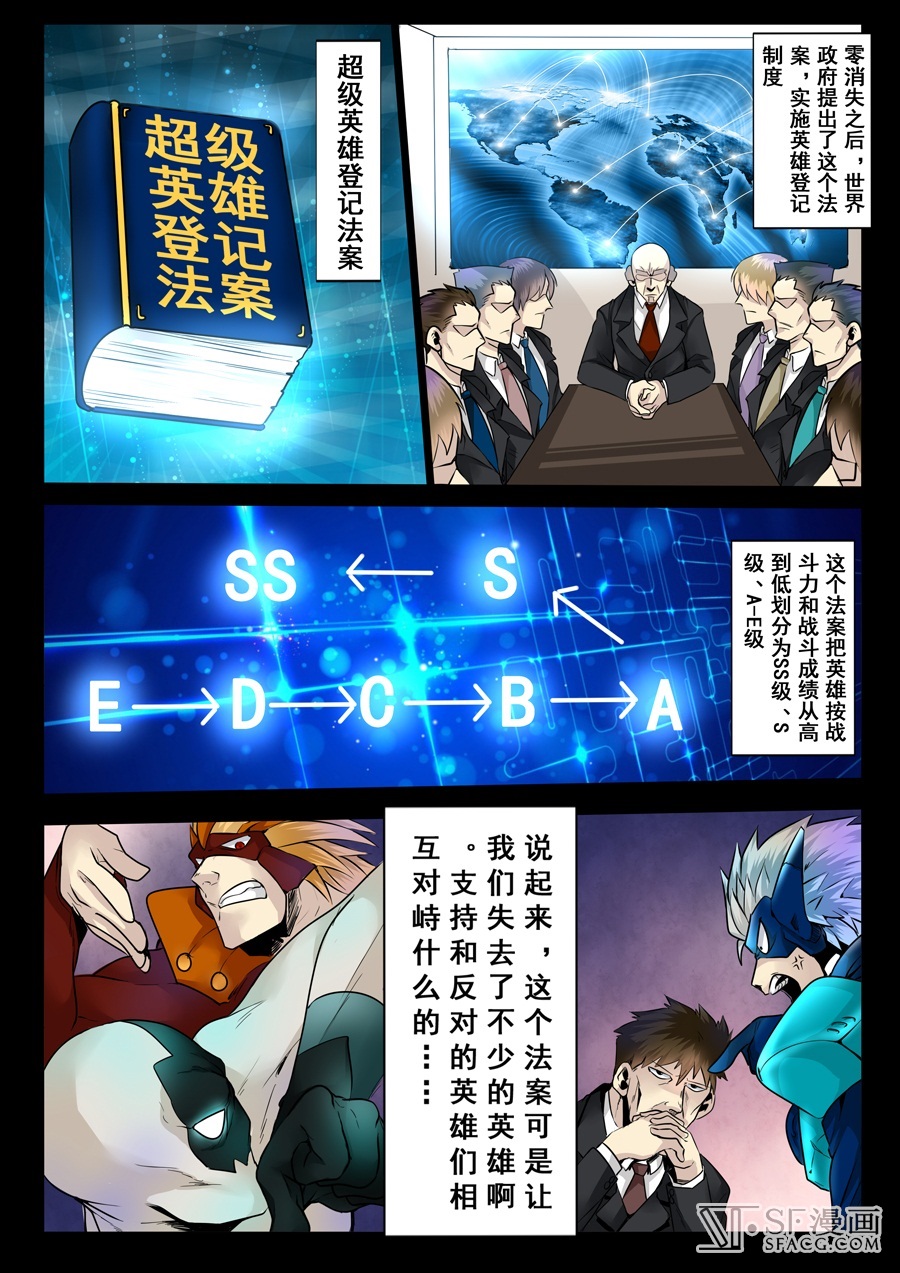 零消失之后，世界
政府提出了这个法
案，实施英雄登记
制度
超级英雄登记法案
超级
英雄
登记
法案
这个法案把英雄按战
斗力和战斗成绩从高
到低划分为SS级、S
级、A-E级
SS ← S
E → D → C → B → A
说起来，这个法案可是让
我们失去了不少的英雄啊
。支持和反对的英雄们相
互对峙什么的……
SF漫画
SFACG.COM